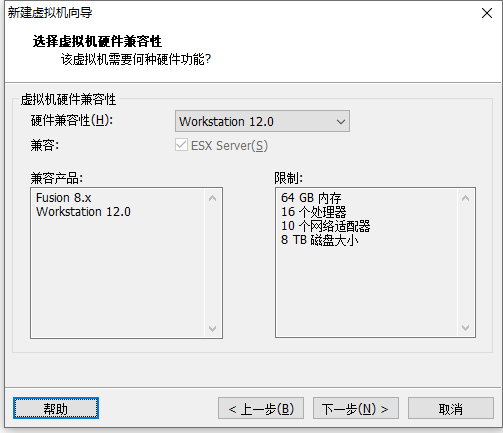 新建虚拟机向导
选择虚拟机硬件兼容性
该虚拟机需要何种硬件功能?
虚拟机硬件兼容性
硬件兼容性(H): Workstation 12.0
兼容: ESX Server(S)
兼容产品:
Fusion 8.x
Workstation 12.0
限制:
64 GB 内存
16 个处理器
10 个网络适配器
8 TB 磁盘大小
帮助 < 上一步(B) 下一步(N) > 取消